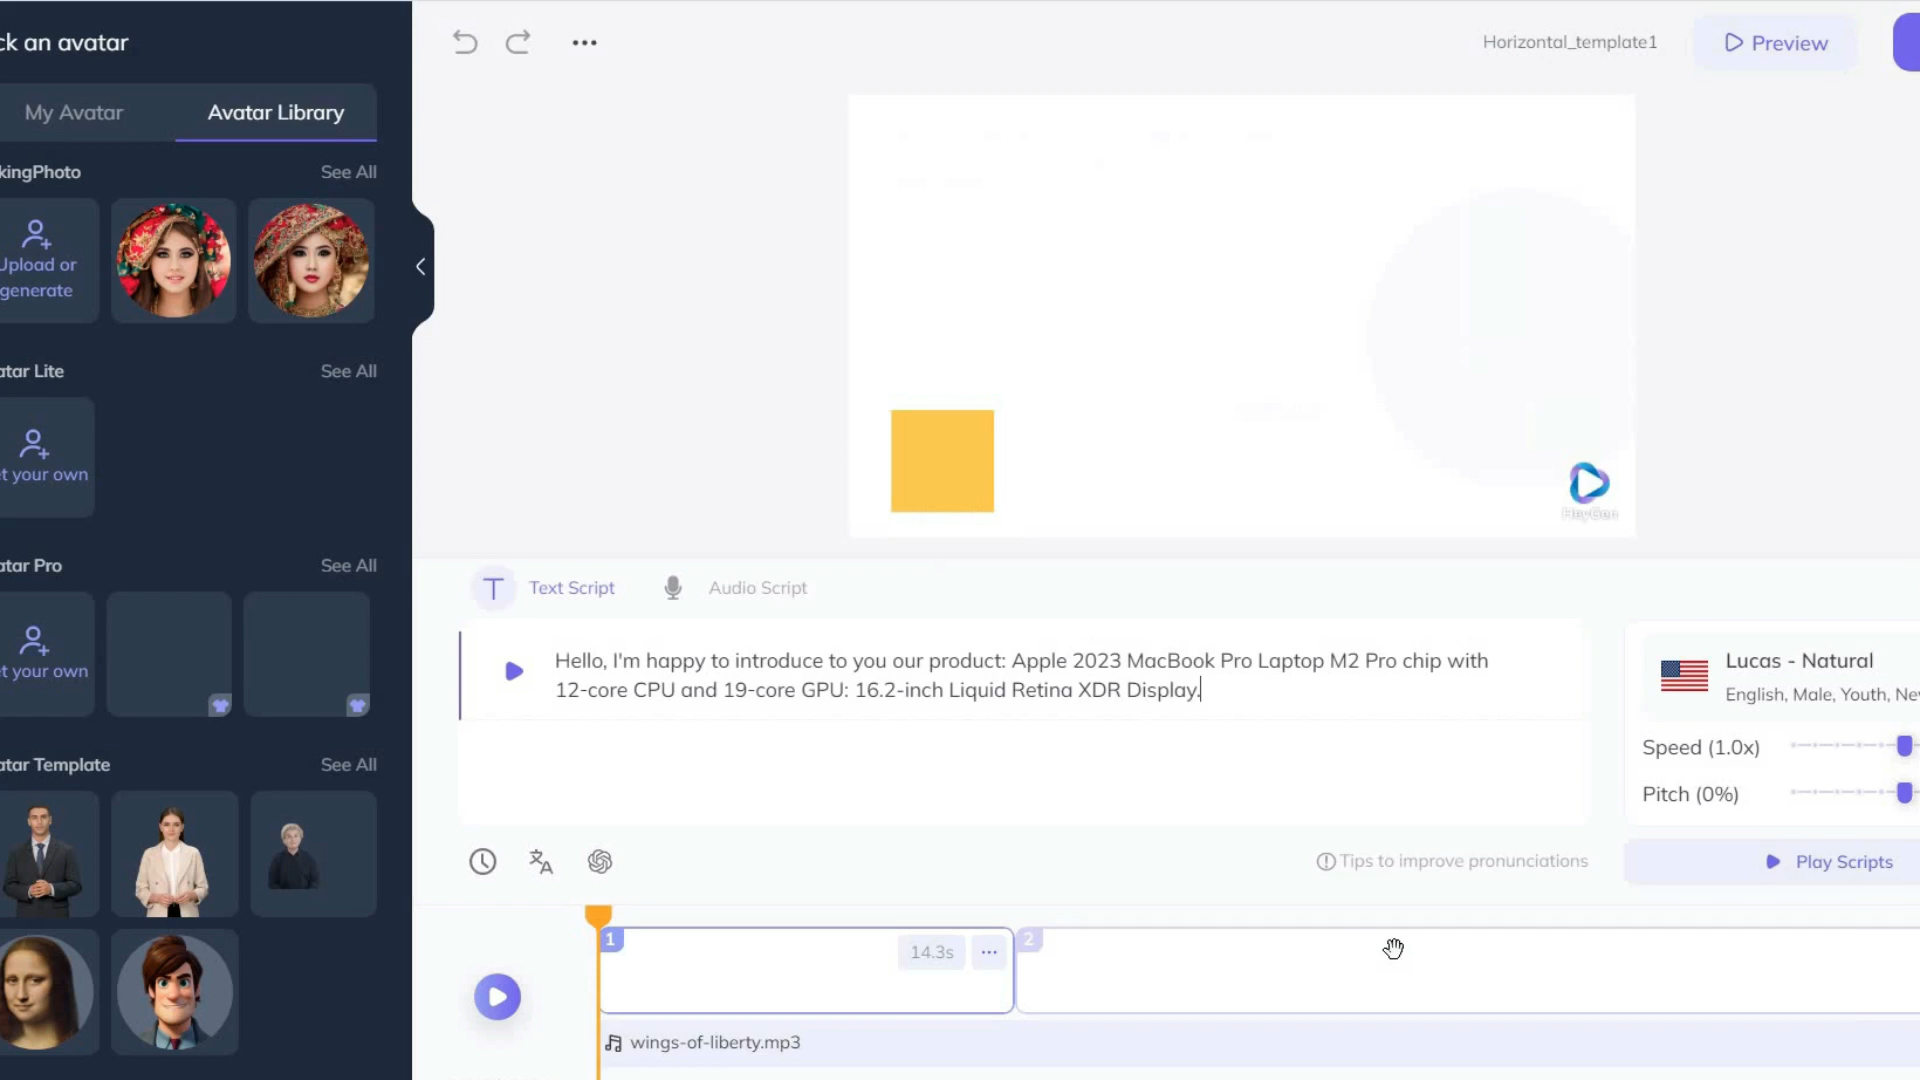 ck an avatar
Horizontal_template1
Preview
My Avatar
Avatar Library
kingPhoto
See All
Upload or
generate
atar Lite
See All
t your own
HeyGen
atar Pro
See All
t your own
Text Script
Audio Script
Hello, I'm happy to introduce to you our product: Apple 2023 MacBook Pro Laptop M2 Pro chip with
12-core CPU and 19-core GPU: 16.2-inch Liquid Retina XDR Display.
Lucas - Natural
English, Male, Youth, Ne
Speed (1.0x)
Pitch (0%)
atar Template
See All
Tips to improve pronunciations
Play Scripts
1
14.3s
2
wings-of-liberty.mp3